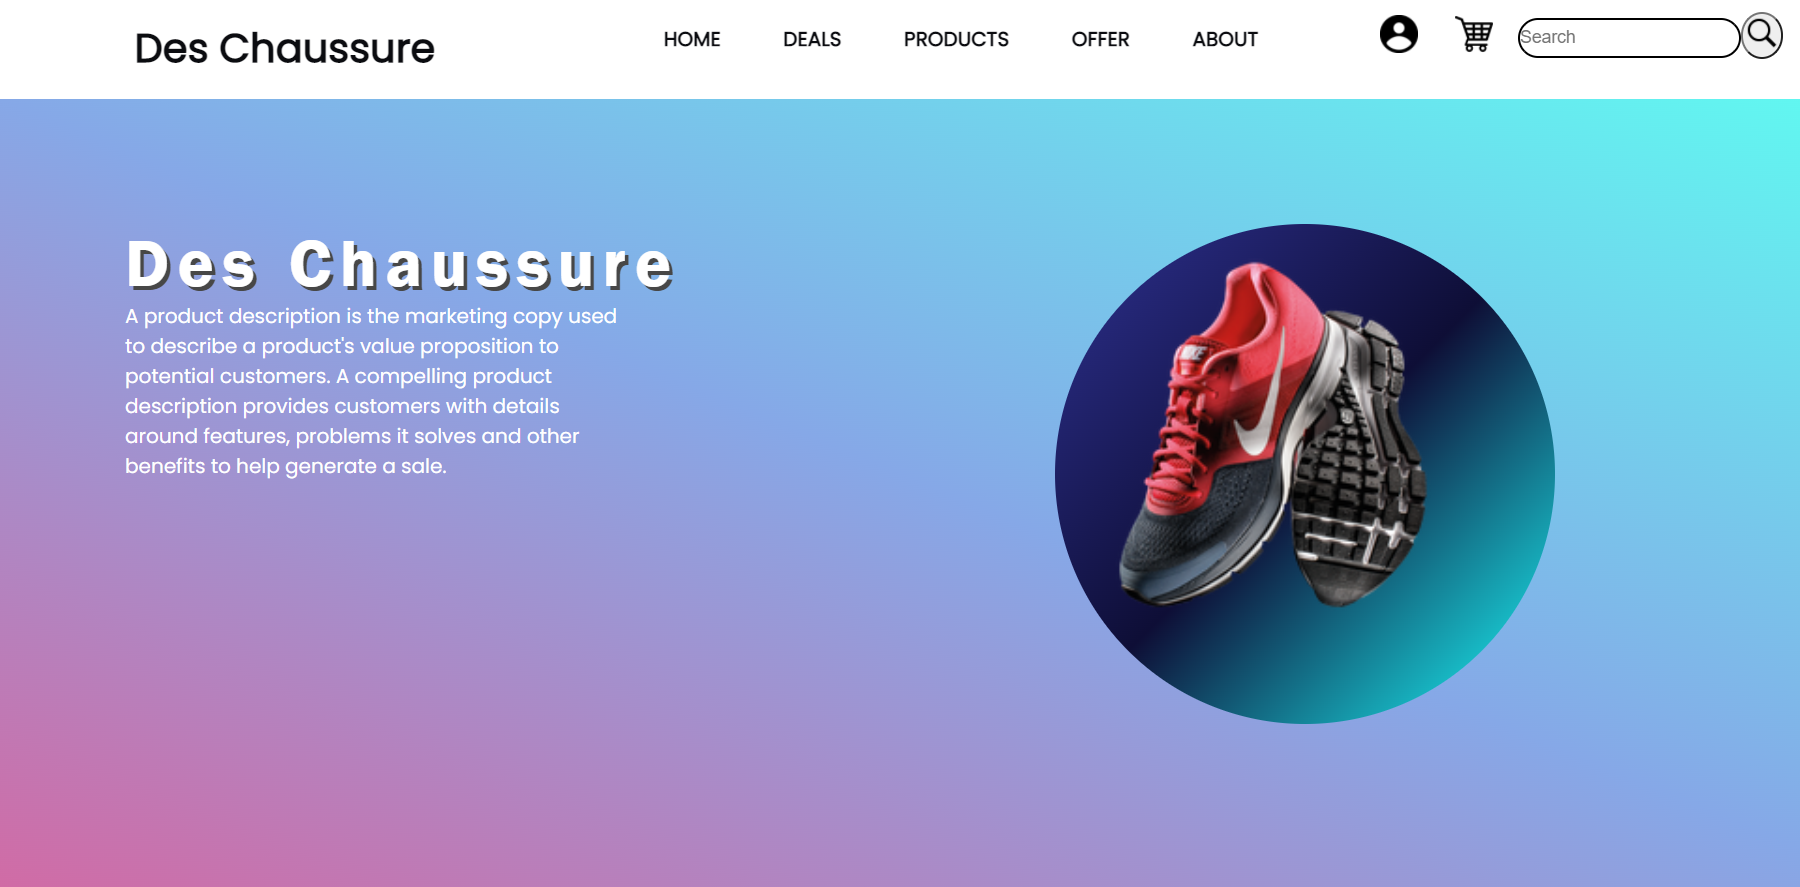 Des Chaussure
HOME DEALS PRODUCTS OFFER ABOUT
Search
Des Chaussure
A product description is the marketing copy used
to describe a product's value proposition to
potential customers. A compelling product
description provides customers with details
around features, problems it solves and other
benefits to help generate a sale.